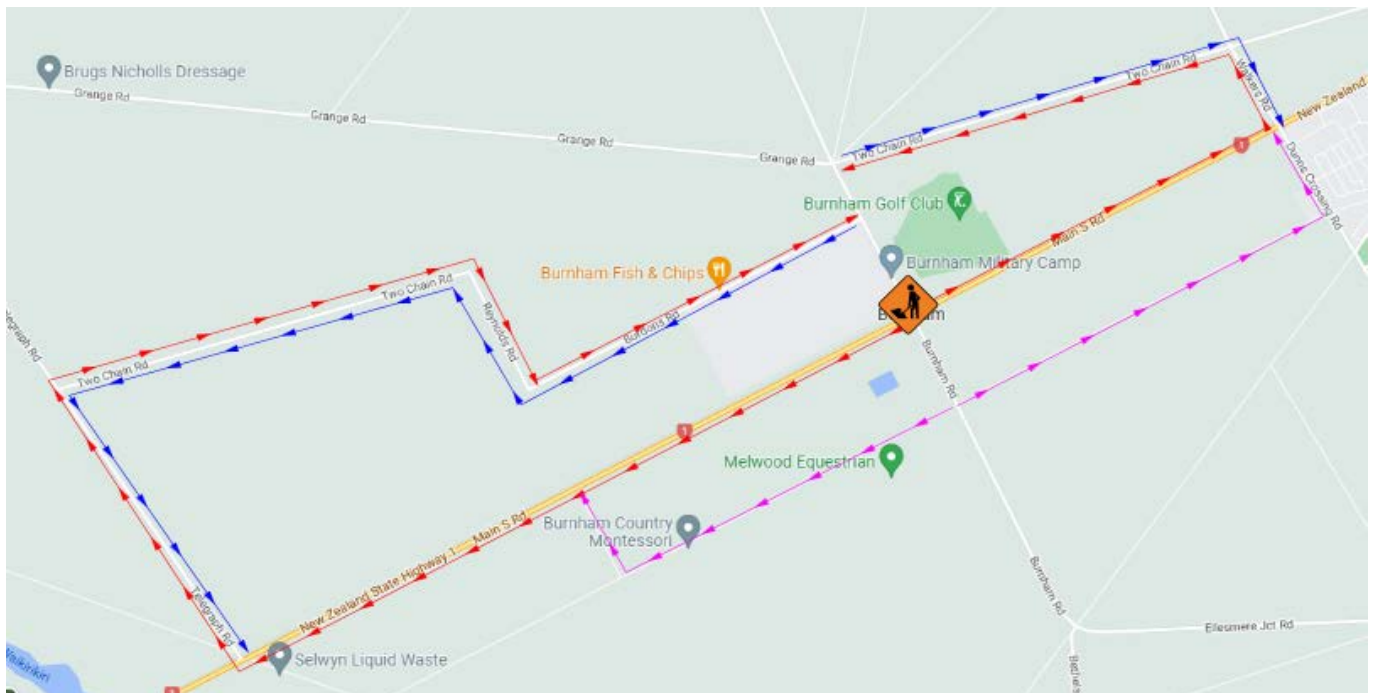 Brugs Nicholls Dressage
Grange Rd
Grange Rd
Grange Rd
Grange Rd
Two Chain Rd
Two Chain Rd
Walkers Rd
New Zealand
1
Dunns Crossing Rd
Burnham Golf Club
Main S Rd
Burnham Military Camp
Burnham Fish & Chips
Two Chain Rd
Reynolds Rd
Burdons Rd
Two Chain Rd
Burnham Rd
1
Melwood Equestrian
Burnham Country
Montessori
New Zealand State Highway 1
Main S Rd
Telegraph Rd
Selwyn Liquid Waste
Burnham Rd
Ellesmere Jct Rd